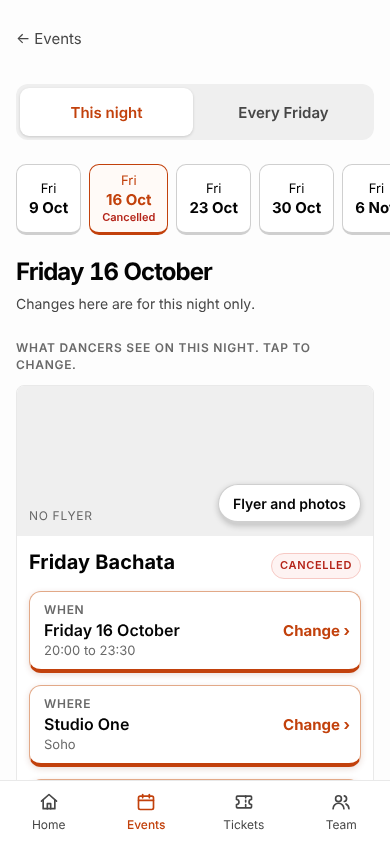 ← Events
This night
Every Friday
Fri
9 Oct
Fri
16 Oct
Cancelled
Fri
23 Oct
Fri
30 Oct
Fri
6 No
Friday 16 October
Changes here are for this night only.
WHAT DANCERS SEE ON THIS NIGHT. TAP TO
CHANGE.
NO FLYER
Flyer and photos
Friday Bachata
CANCELLED
WHEN
Friday 16 October
20:00 to 23:30
Change ›
WHERE
Studio One
Soho
Change ›
Home
Events
Tickets
Team